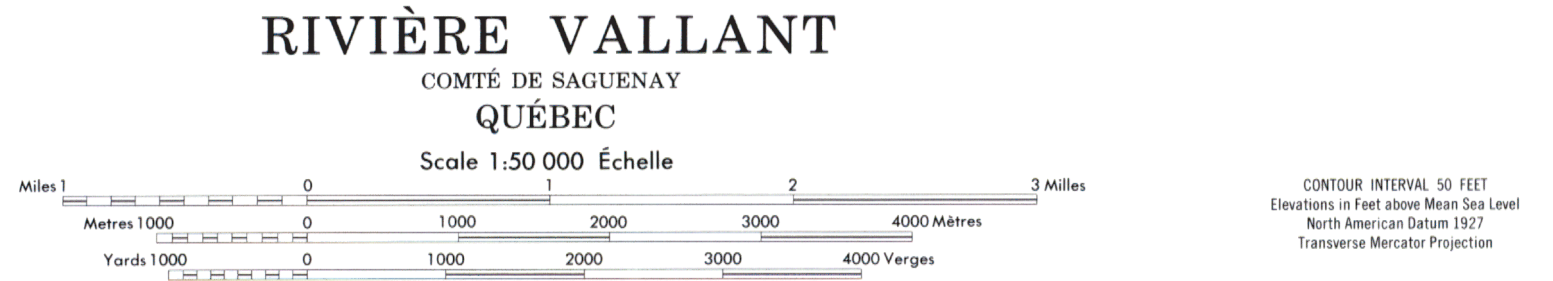 RIVIÈRE VALLANT
COMTÉ DE SAGUENAY
QUÉBEC
Scale 1:50 000 Échelle
Miles 1 0 1 2 3 Milles
Metres 1000 0 1000 2000 3000 4000 Mètres
Yards 1000 0 1000 2000 3000 4000 Verges
CONTOUR INTERVAL 50 FEET
Elevations in Feet above Mean Sea Level
North American Datum 1927
Transverse Mercator Projection